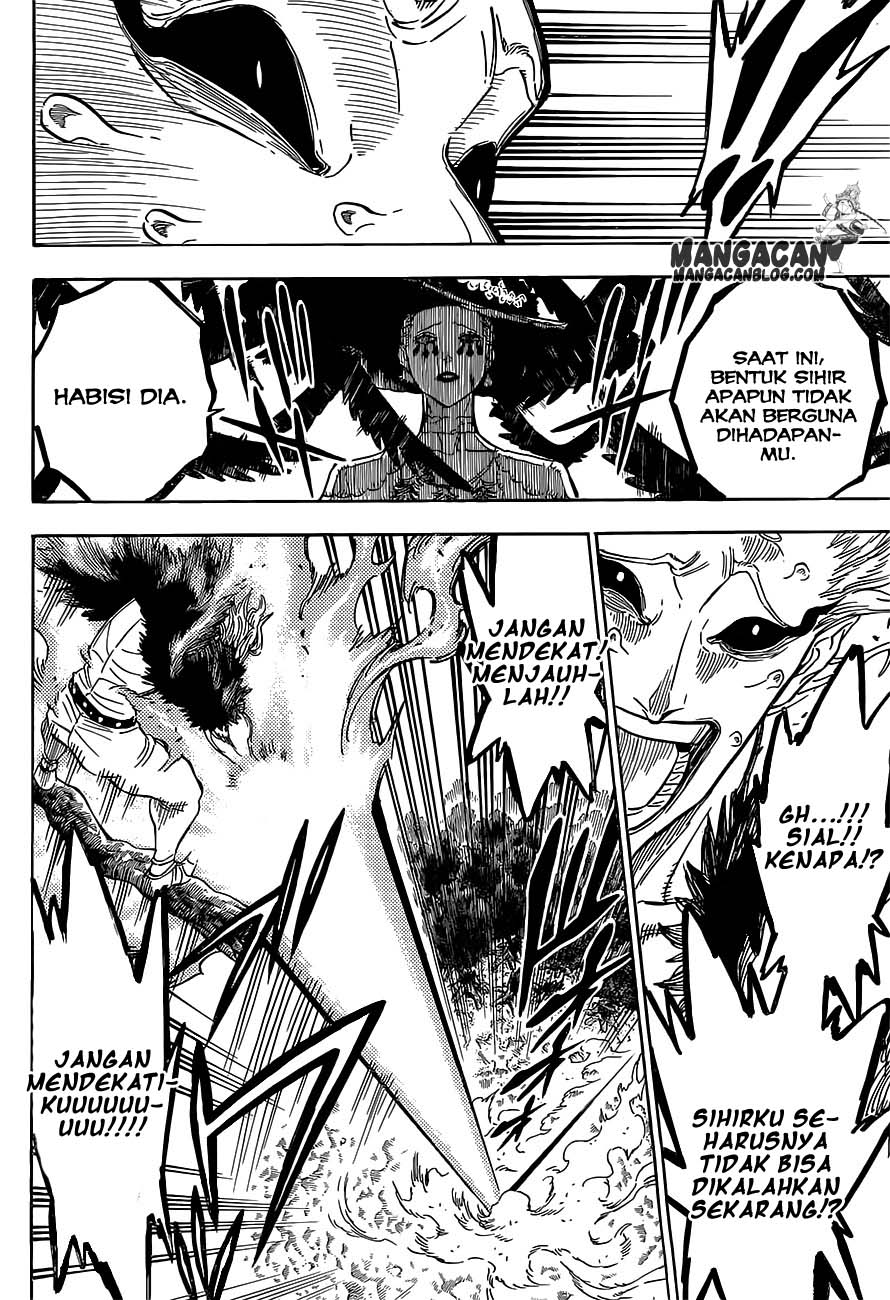 MANGACAN
MANGACANBLOG.COM
SAAT INI,
BENTUK SIHIR
APAPUN TIDAK
AKAN BERGUNA
DIHADAPAN-
MU.
HABISI DIA.
GH...!!!
SIAL!!
KENAPA!?
SIHIRKU SE-
HARUSNYA
TIDAK BISA
DIKALAHKAN
SEKARANG!?
JANGAN
MENDEKAT!
MENJAUH-
LAH!!
JANGAN
MENDEKATI-
KUUUUUU-
UUU!!!!